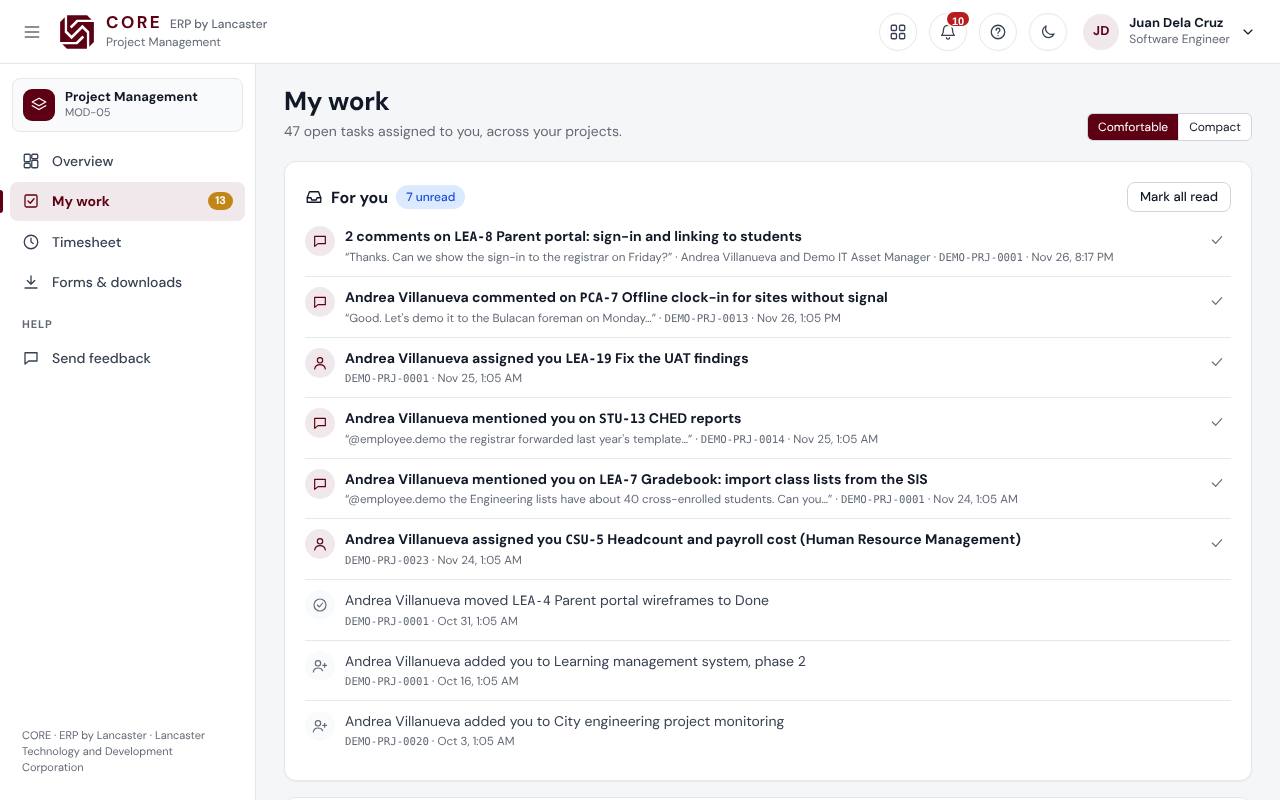 CORE ERP by Lancaster
Project Management
10
JD
Juan Dela Cruz
Software Engineer
Project Management
MOD-05
Overview
My work
13
Timesheet
Forms & downloads
HELP
Send feedback
CORE · ERP by Lancaster · Lancaster
Technology and Development
Corporation
My work
47 open tasks assigned to you, across your projects.
Comfortable
Compact
For you
7 unread
Mark all read
2 comments on LEA-8 Parent portal: sign-in and linking to students
“Thanks. Can we show the sign-in to the registrar on Friday?” · Andrea Villanueva and Demo IT Asset Manager · DEMO-PRJ-0001 · Nov 26, 8:17 PM
Andrea Villanueva commented on PCA-7 Offline clock-in for sites without signal
“Good. Let's demo it to the Bulacan foreman on Monday…” · DEMO-PRJ-0013 · Nov 26, 1:05 PM
Andrea Villanueva assigned you LEA-19 Fix the UAT findings
DEMO-PRJ-0001 · Nov 25, 1:05 AM
Andrea Villanueva mentioned you on STU-13 CHED reports
“@employee.demo the registrar forwarded last year's template…” · DEMO-PRJ-0014 · Nov 25, 1:05 AM
Andrea Villanueva mentioned you on LEA-7 Gradebook: import class lists from the SIS
“@employee.demo the Engineering lists have about 40 cross-enrolled students. Can you…” · DEMO-PRJ-0001 · Nov 24, 1:05 AM
Andrea Villanueva assigned you CSU-5 Headcount and payroll cost (Human Resource Management)
DEMO-PRJ-0023 · Nov 24, 1:05 AM
Andrea Villanueva moved LEA-4 Parent portal wireframes to Done
DEMO-PRJ-0001 · Oct 31, 1:05 AM
Andrea Villanueva added you to Learning management system, phase 2
DEMO-PRJ-0001 · Oct 16, 1:05 AM
Andrea Villanueva added you to City engineering project monitoring
DEMO-PRJ-0020 · Oct 3, 1:05 AM